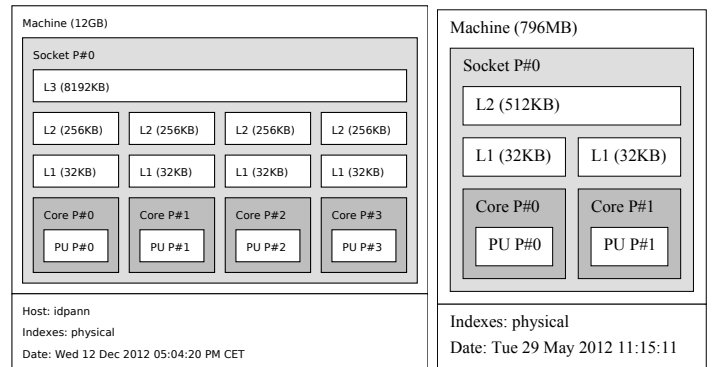 Machine (12GB)
Socket P#0
L3 (8192KB)
L2 (256KB) L2 (256KB) L2 (256KB) L2 (256KB)
L1 (32KB) L1 (32KB) L1 (32KB) L1 (32KB)
Core P#0 Core P#1 Core P#2 Core P#3
PU P#0 PU P#1 PU P#2 PU P#3
Host: idpann
Indexes: physical
Date: Wed 12 Dec 2012 05:04:20 PM CET
Machine (796MB)
Socket P#0
L2 (512KB)
L1 (32KB) L1 (32KB)
Core P#0 Core P#1
PU P#0 PU P#1
Indexes: physical
Date: Tue 29 May 2012 11:15:11